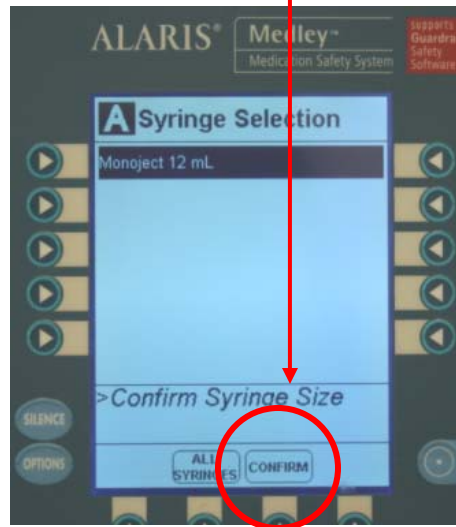 ALARIS® Medley™
Medication Safety System
supports
Guardra
Safety
Software
A Syringe Selection
Monoject 12 mL
>Confirm Syringe Size
SILENCE
OPTIONS
ALL
SYRINGES
CONFIRM